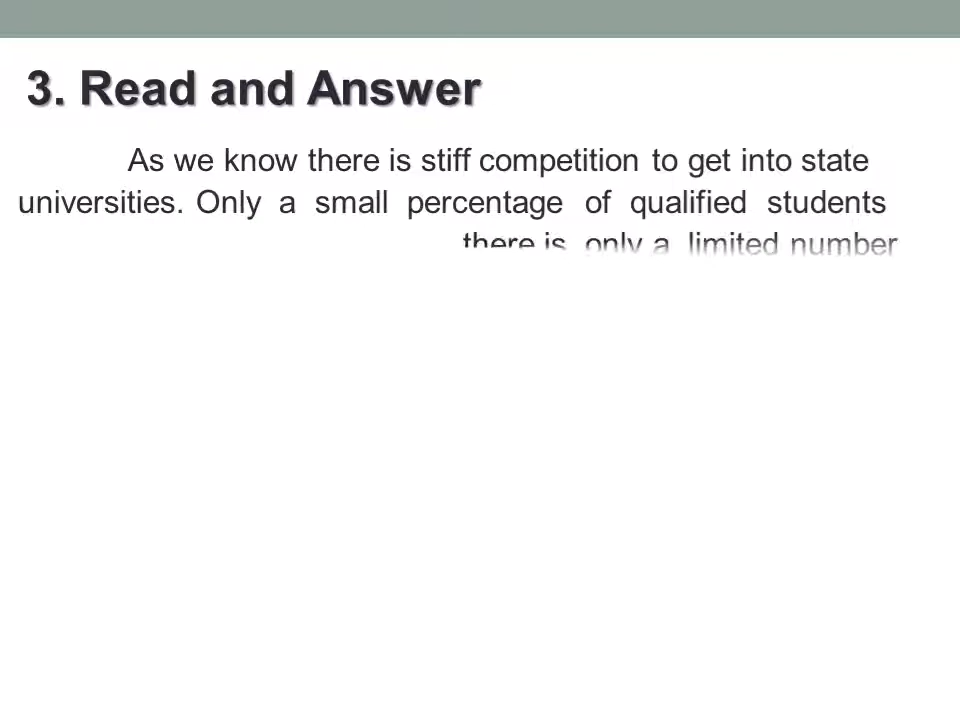 3. Read and Answer
As we know there is stiff competition to get into state
universities. Only a small percentage of qualified students
there is only a limited number